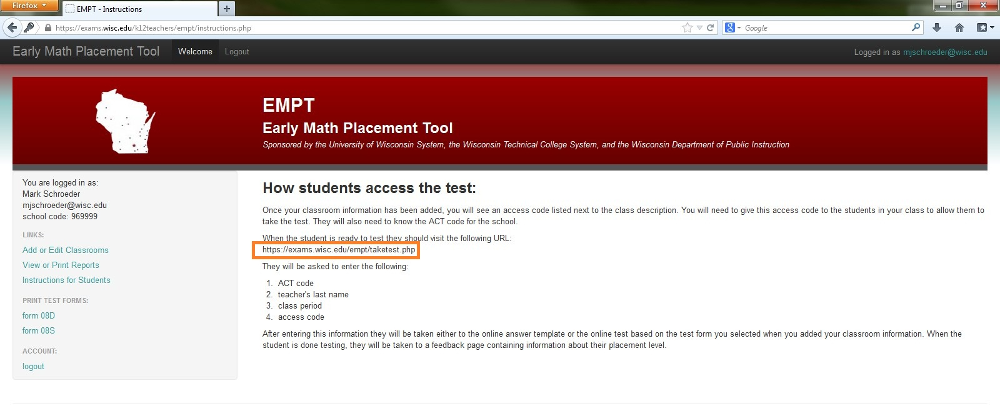 Firefox
EMPT - Instructions
https://exams.wisc.edu/k12teachers/empt/instructions.php
Google
Early Math Placement Tool
Welcome
Logout
Logged in as mjschroeder@wisc.edu
EMPT
Early Math Placement Tool
Sponsored by the University of Wisconsin System, the Wisconsin Technical College System, and the Wisconsin Department of Public Instruction
You are logged in as:
Mark Schroeder
mjschroeder@wisc.edu
school code: 969999
LINKS:
Add or Edit Classrooms
View or Print Reports
Instructions for Students
PRINT TEST FORMS:
form 08D
form 08S
ACCOUNT:
logout
How students access the test:
Once your classroom information has been added, you will see an access code listed next to the class description. You will need to give this access code to the students in your class to allow them to
take the test. They will also need to know the ACT code for the school.
When the student is ready to test they should visit the following URL:
https://exams.wisc.edu/empt/taketest.php
They will be asked to enter the following:
1. ACT code
2. teacher's last name
3. class period
4. access code
After entering this information they will be taken either to the online answer template or the online test based on the test form you selected when you added your classroom information. When the
student is done testing, they will be taken to a feedback page containing information about their placement level.